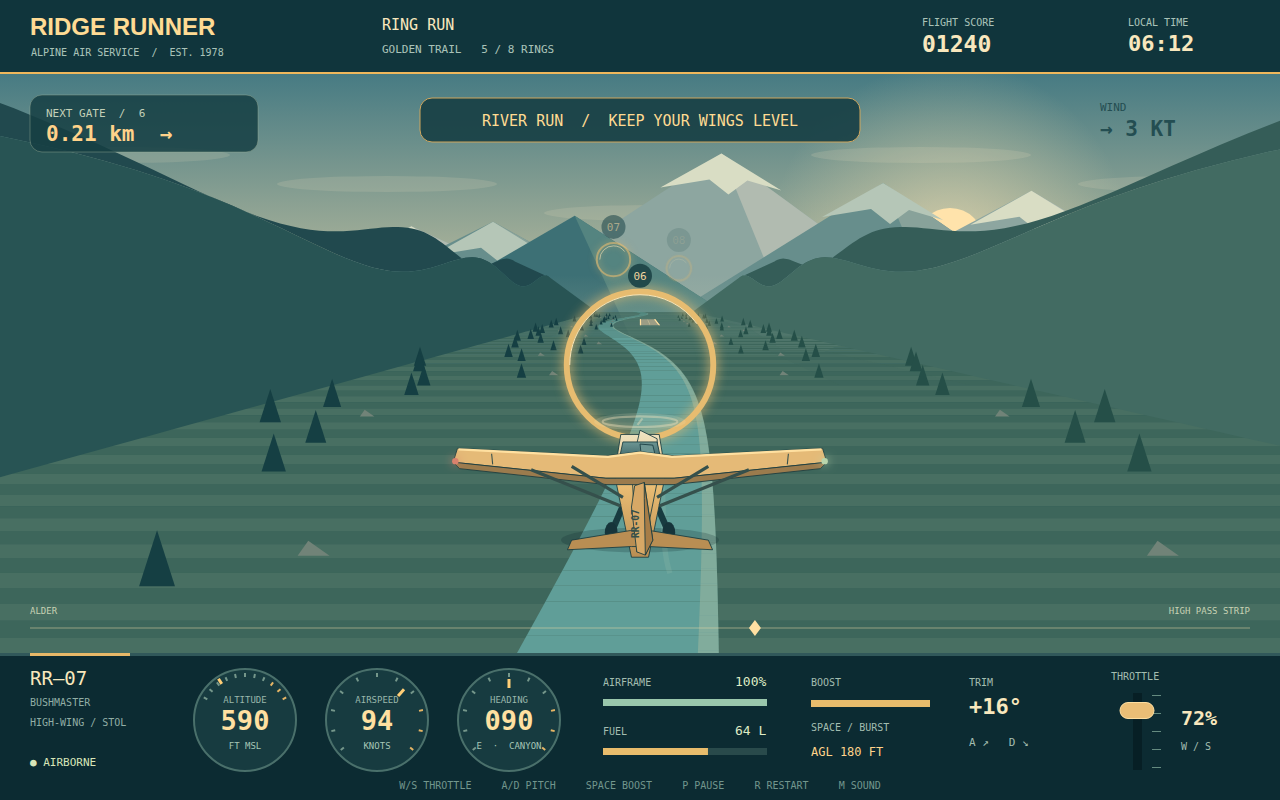 RIDGE RUNNER
ALPINE AIR SERVICE / EST. 1978
RING RUN
GOLDEN TRAIL 5 / 8 RINGS
FLIGHT SCORE
01240
LOCAL TIME
06:12
NEXT GATE / 6
0.21 km →
RIVER RUN / KEEP YOUR WINGS LEVEL
WIND
→ 3 KT
07
08
06
RR-07
ALDER
HIGH PASS STRIP
RR—07
BUSHMASTER
HIGH-WING / STOL
● AIRBORNE
ALTITUDE
590
FT MSL
AIRSPEED
94
KNOTS
HEADING
090
E · CANYON
AIRFRAME 100%
FUEL 64 L
BOOST
SPACE / BURST
AGL 180 FT
TRIM
+16°
A ↗ D ↘
THROTTLE
72%
W / S
W/S THROTTLE A/D PITCH SPACE BOOST P PAUSE R RESTART M SOUND